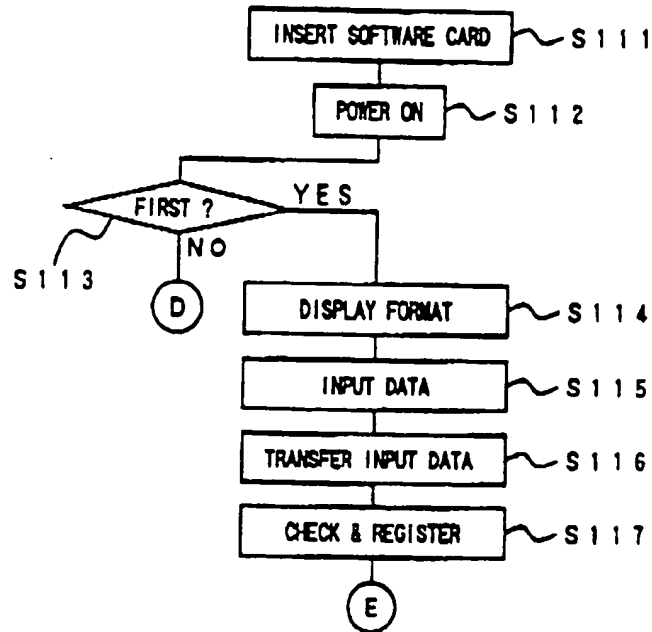 INSERT SOFTWARE CARD S111
POWER ON S112
FIRST ? YES
NO
S113
D
DISPLAY FORMAT S114
INPUT DATA S115
TRANSFER INPUT DATA S116
CHECK & REGISTER S117
E